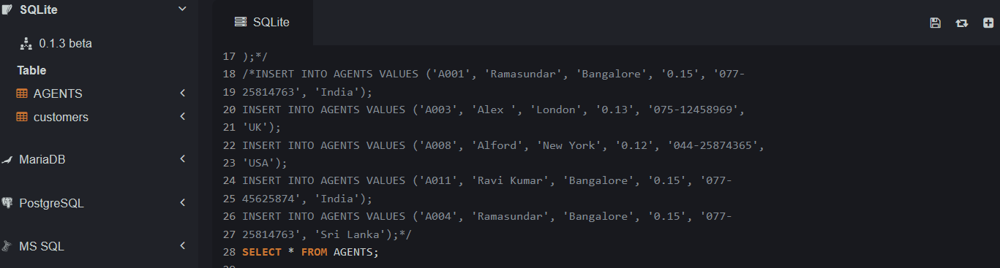 SQLite
SQLite
0.1.3 beta
Table
AGENTS
customers
MariaDB
PostgreSQL
MS SQL
17 );*/
18 /*INSERT INTO AGENTS VALUES ('A001', 'Ramasundar', 'Bangalore', '0.15', '077-
19 25814763', 'India');
20 INSERT INTO AGENTS VALUES ('A003', 'Alex ', 'London', '0.13', '075-12458969',
21 'UK');
22 INSERT INTO AGENTS VALUES ('A008', 'Alford', 'New York', '0.12', '044-25874365',
23 'USA');
24 INSERT INTO AGENTS VALUES ('A011', 'Ravi Kumar', 'Bangalore', '0.15', '077-
25 45625874', 'India');
26 INSERT INTO AGENTS VALUES ('A004', 'Ramasundar', 'Bangalore', '0.15', '077-
27 25814763', 'Sri Lanka');*/
28 SELECT * FROM AGENTS;